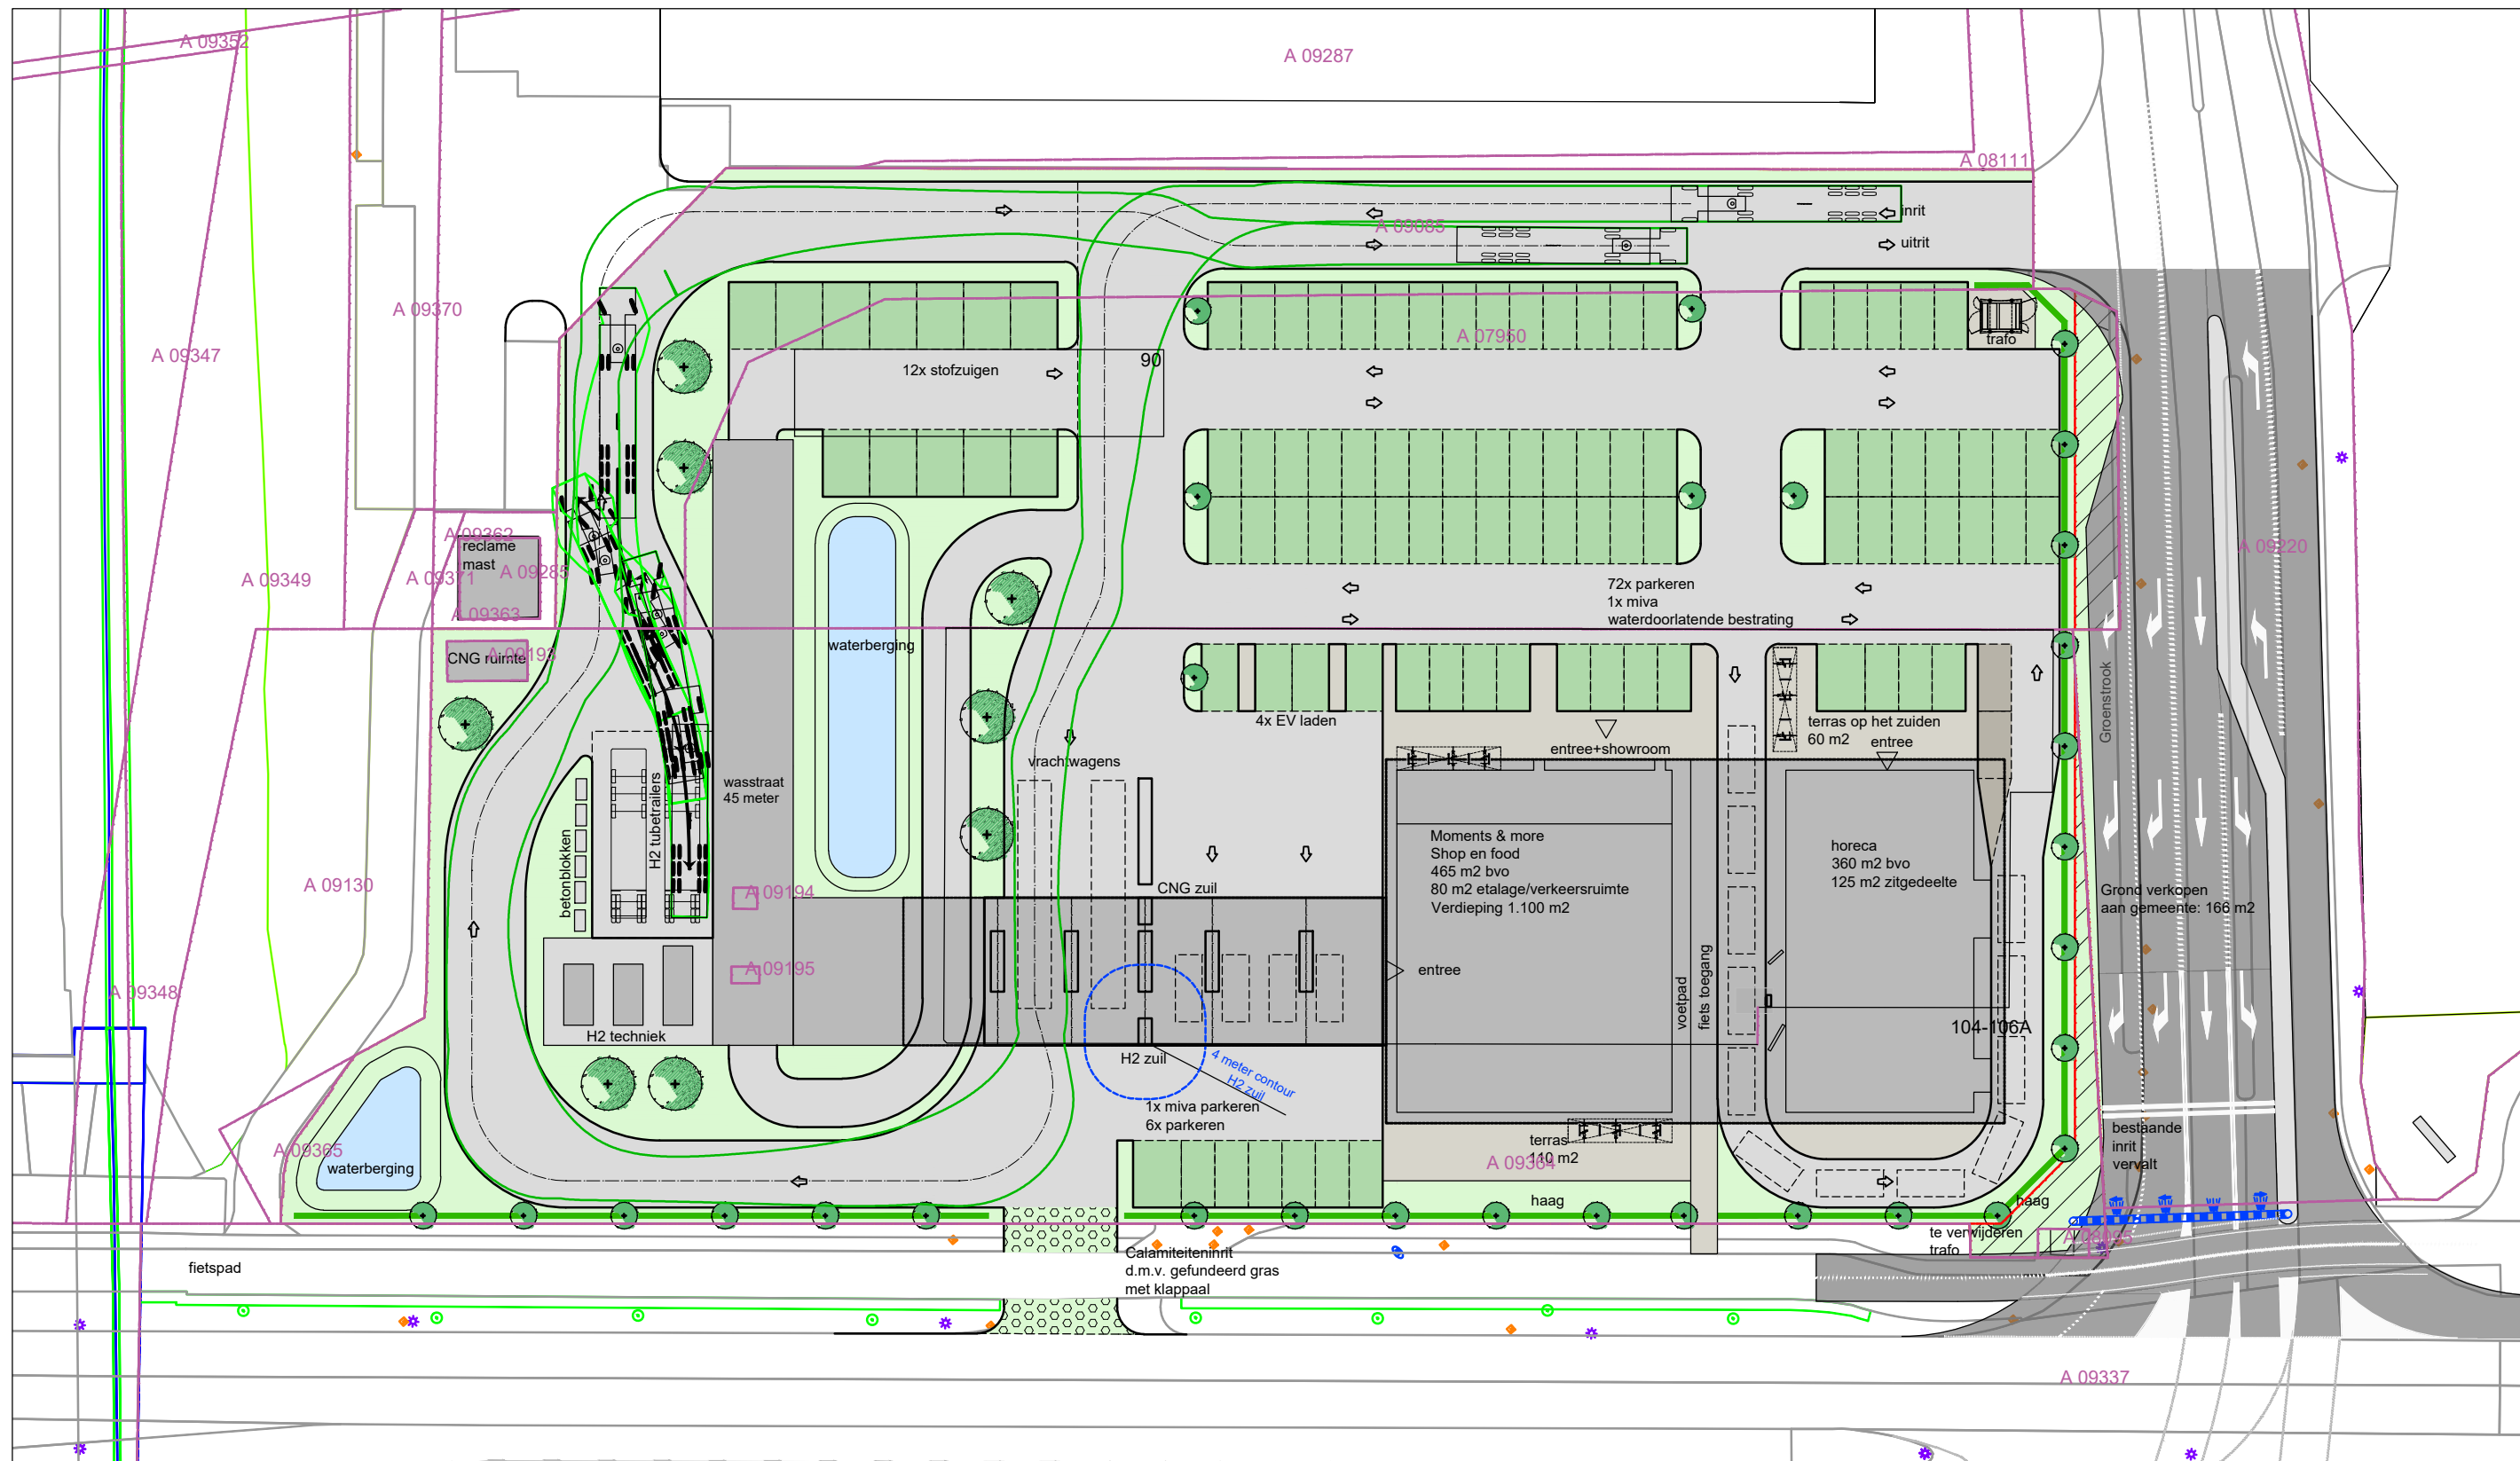 A 09352
A 09287
A 08111
inrit
A 09085
uitrit
A 09370
A 07950
trafo
A 09347
90
12x stofzuigen
A 09362
reclame
mast
A 09220
A 09349
A 09371
A 09285
72x parkeren
1x miva
waterdoorlatende bestrating
A 09363
waterberging
CNG ruimte
A 09193
Groenstrook
4x EV laden
terras op het zuiden
60 m2
entree
entree+showroom
vrachtwagens
wasstraat
45 meter
H2 tubetrailers
betonblokken
Moments & more
Shop en food
465 m2 bvo
80 m2 etalage/verkeersruimte
Verdieping 1.100 m2
horeca
360 m2 bvo
125 m2 zitgedeelte
A 09130
A 09194
CNG zuil
Grond verkopen
aan gemeente: 166 m2
A 09195
entree
voetpad
fiets toegang
A 09348
104-106A
H2 techniek
H2 zuil
4 meter contour
H2 zuil
1x miva parkeren
6x parkeren
bestaande
inrit
vervalt
A 09365
waterberging
terras
110 m2
A 09364
haag
haag
te verwijderen
trafo
A 08095
Calamiteiteninrit
d.m.v. gefundeerd gras
met klappaal
fietspad
A 09337